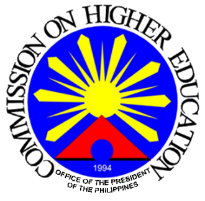 COMMISSION ON HIGHER EDUCATION
1994
OFFICE OF THE PRESIDENT
OF THE PHILIPPINES